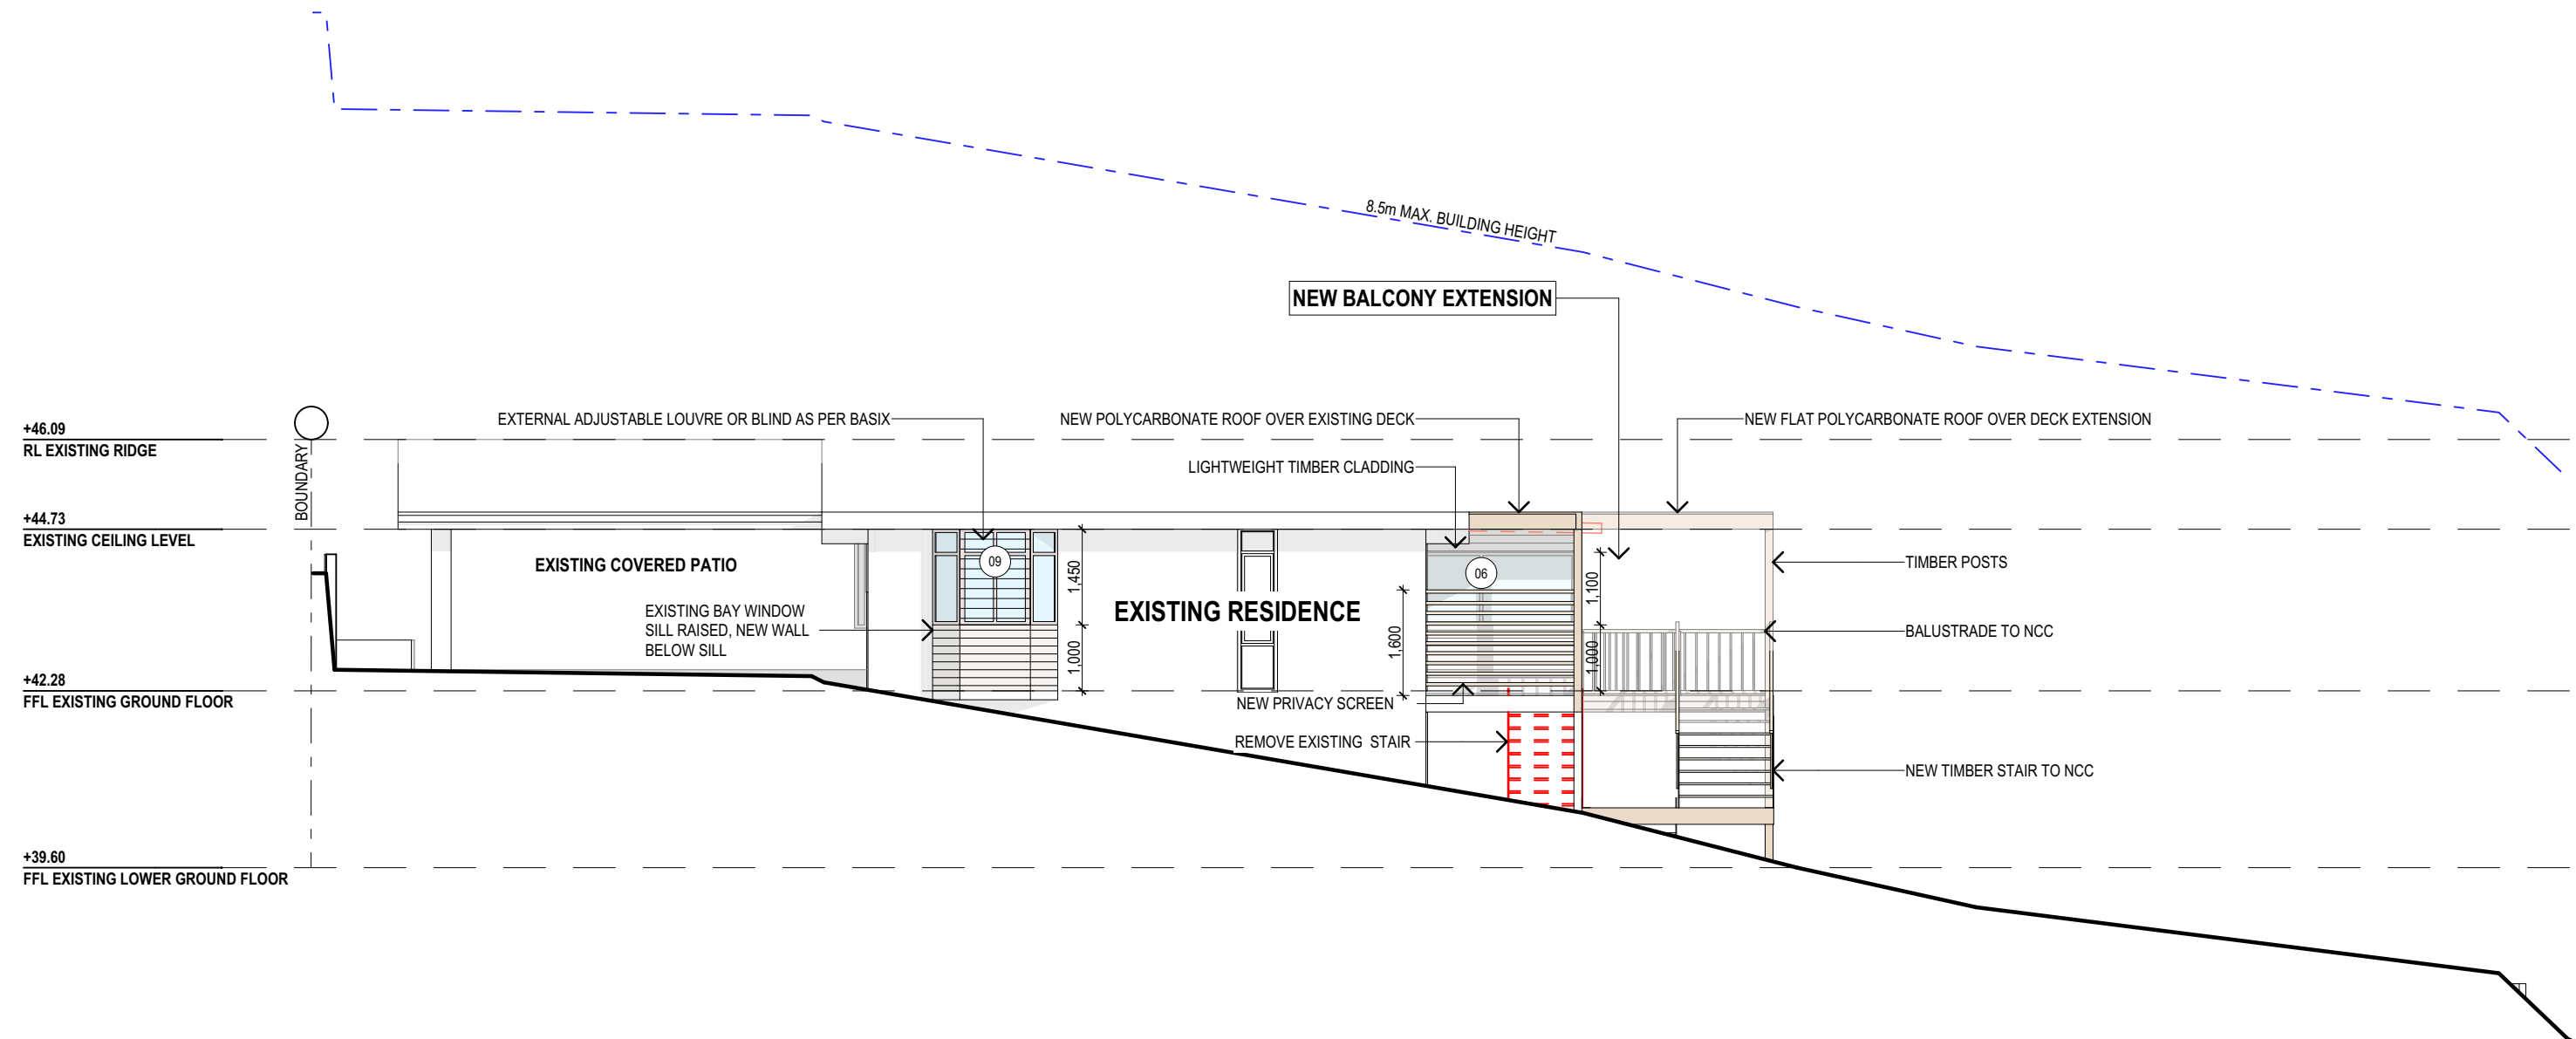 8.5m MAX. BUILDING HEIGHT
NEW BALCONY EXTENSION
EXTERNAL ADJUSTABLE LOUVRE OR BLIND AS PER BASIX
NEW POLYCARBONATE ROOF OVER EXISTING DECK
NEW FLAT POLYCARBONATE ROOF OVER DECK EXTENSION
+46.09
RL EXISTING RIDGE
BOUNDARY
LIGHTWEIGHT TIMBER CLADDING
+44.73
EXISTING CEILING LEVEL
EXISTING COVERED PATIO
09
06
1,450
1,100
TIMBER POSTS
EXISTING BAY WINDOW
SILL RAISED, NEW WALL
BELOW SILL
EXISTING RESIDENCE
1,000
1,600
1,000
BALUSTRADE TO NCC
+42.28
FFL EXISTING GROUND FLOOR
NEW PRIVACY SCREEN
REMOVE EXISTING STAIR
NEW TIMBER STAIR TO NCC
+39.60
FFL EXISTING LOWER GROUND FLOOR